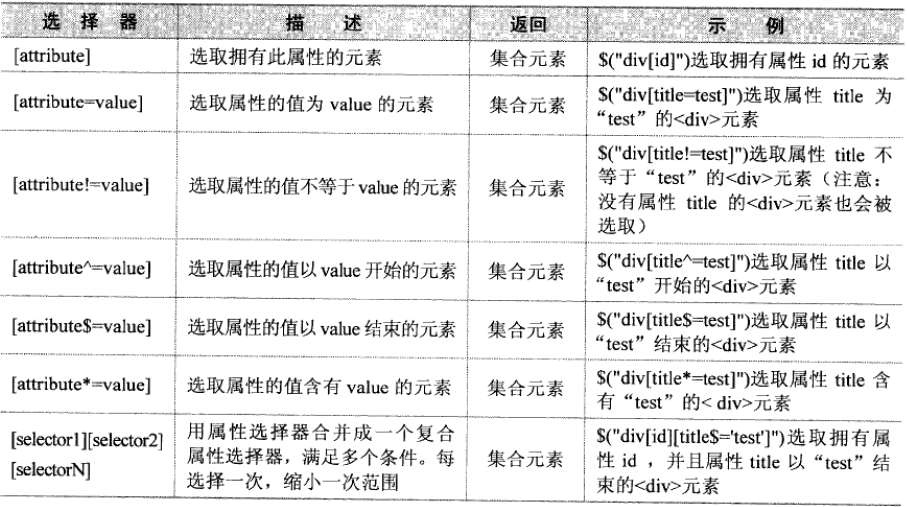 选 择 器 描 述 返回 示 例
[attribute] 选取拥有此属性的元素 集合元素 $("div[id]")选取拥有属性 id 的元素
[attribute=value] 选取属性的值为 value 的元素 集合元素 $("div[title=test]")选取属性 title 为
“test”的<div>元素
[attribute!=value] 选取属性的值不等于 value 的元素 集合元素 $("div[title!=test]")选取属性 title 不
等于“test”的<div>元素（注意：
没有属性 title 的<div>元素也会被
选取）
[attribute^=value] 选取属性的值以 value 开始的元素 集合元素 $("div[title^=test]")选取属性 title 以
“test”开始的<div>元素
[attribute$=value] 选取属性的值以 value 结束的元素 集合元素 $("div[title$=test]")选取属性 title 以
“test”结束的<div>元素
[attribute*=value] 选取属性的值含有 value 的元素 集合元素 $("div[title*=test]")选取属性 title 含
有“test”的< div>元素
[selector1][selector2]
[selectorN]
用属性选择器合并成一个复合
属性选择器，满足多个条件。每
选择一次，缩小一次范围
集合元素
$("div[id][title$='test']")选取拥有属
性 id ，并且属性 title 以“test”结
束的<div>元素